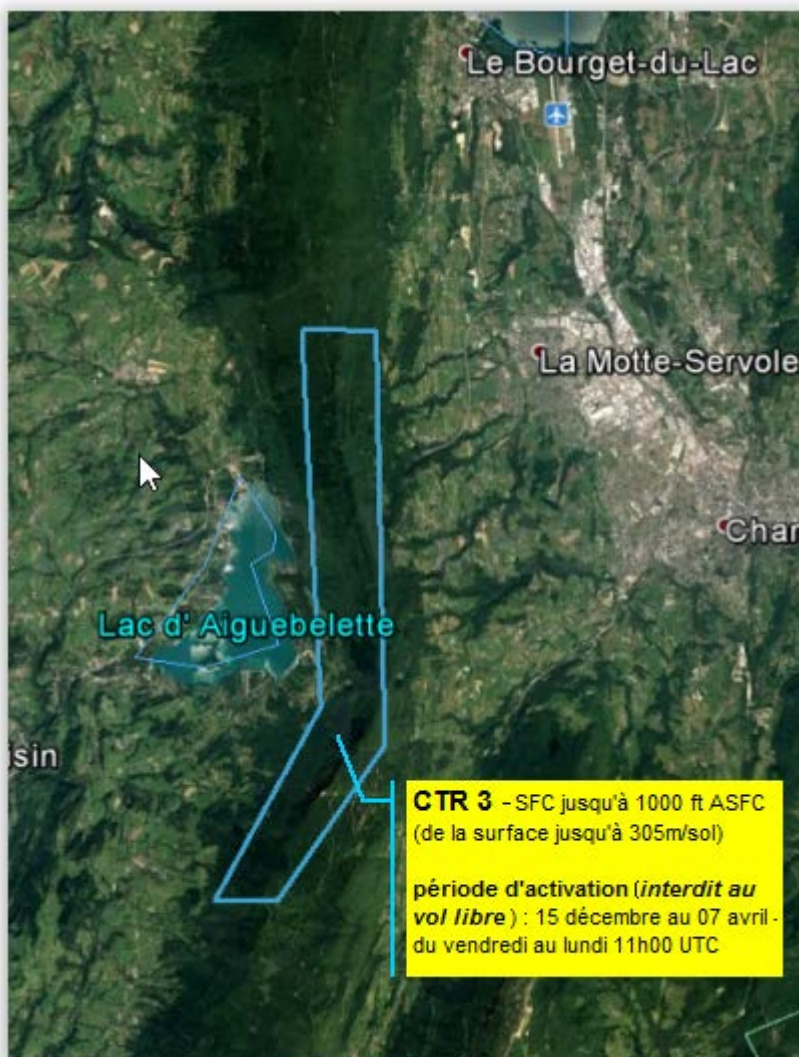 Le Bourget-du-Lac
La Motte-Servole
Char
Lac d' Aiguebelette
isin
CTR 3 - SFC jusqu'à 1000 ft ASFC
(de la surface jusqu'à 305m/sol)
période d'activation (interdit au
vol libre) : 15 décembre au 07 avril -
du vendredi au lundi 11h00 UTC